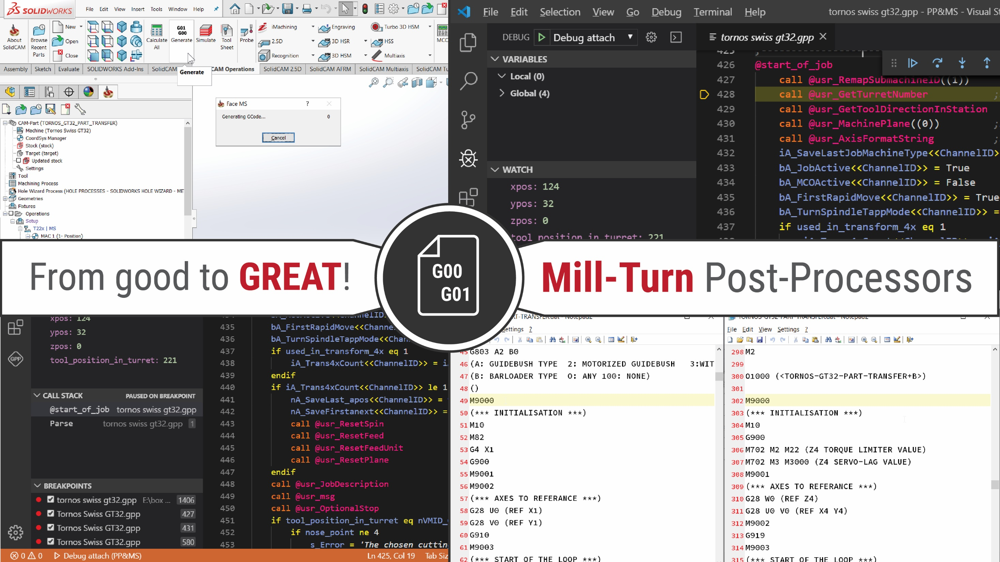 SOLIDWORKS File Edit View Insert Tools Window Help
About SolidCAM
Browse Recent Parts
New
Open
Close
Calculate All
G01 G00 Generate
Simulate
Tool Sheet
Probe
iMachining
2.5D
Recognition
Engraving
3D HSR
3D HSM
Turbo 3D HSM
HSS
Multiaxis
Assembly Sketch Evaluate SOLIDWORKS Add-Ins SolidCAM CAM Operations SolidCAM 2.5D SolidCAM AFRM SolidCAM Multiaxis SolidCAM Tu
Generate
Face MS ?
Generating GCode... 0
Cancel
CAM-Part (TORNOS_GT32_PART_TRANSFER)
Machine (Tornos Swiss GT32)
CoordSys Manager
Stock (stock)
Target (target)
Updated stock
Settings
Tool
Machining Process
Hole Wizard Process (HOLE PROCESSES - SOLIDWORKS HOLE WIZARD - ME
Geometries
Fixtures
Operations
Setup
T22x | MS
MAC 1 (1- Position)
File Edit Selection View Go Debug Terminal Help tornos swiss gt32.gpp - PP&MS - Visual St
DEBUG Debug attach
tornos swiss gt32.gpp
VARIABLES
Local (0)
Global (4)
WATCH
xpos: 124
ypos: 32
zpos: 0
tool_position_in_turret: 221
425 ;
426 @start_of_job
427 call @usr_RemapSubmachineID((1))
428 call @usr_GetTurretNumber ;
429 call @usr_GetToolDirectionInStation
430 call @usr_MachinePlane((0)) ;
431 call @usr_AxisFormatString ;
432 iA_SaveLastJobMachineType<<ChannelID>
433 bA_JobActive<<ChannelID>> = True
434 bA_MCOActive<<ChannelID>> = False
435 bA_FirstRapidMove<<ChannelID>> = True
436 bA_TurnSpindleTappMode<<ChannelID>> =
437 if used_in_transform_4x eq 1
From good to GREAT!
G00
G01
Mill-Turn Post-Processors
xpos: 124
ypos: 32
zpos: 0
tool_position_in_turret: 221
GPP
CALL STACK PAUSED ON BREAKPOINT
@start_of_job tornos swiss gt32.gpp
Parse tornos swiss gt32.gpp 1
BREAKPOINTS
tornos swiss gt32.gpp E:\box ... 1406
Tornos Swiss GT32.gpp 427
Tornos Swiss GT32.gpp 431
Tornos Swiss GT32.gpp 580
0 0 Debug attach (PP&MS) Ln 425, Col 19 Tab Siz
435 bA_FirstRapidMove<<Channe
436 bA_TurnSpindleTappMode<<Chan
437 if used_in_transform_4x eq 1
438 iA_Trans4xCount<<ChannelID>> = i
439 endif
440 if iA_Trans4xCount<<ChannelID>> le 1
441 nA_SaveLast_apos<<ChannelID>> =
442 nA_SaveFirstanext<<ChannelID>> =
443 call @usr_ResetSpin
444 call @usr_ResetFeed
445 call @usr_ResetFeedUnit
446 call @usr_ResetPlane
447 endif
448 call @usr_JobDescription
449 call @usr_msg
450 call @usr_OptionalStop
451 if tool_position_in_turret eq nVMID_
452 if nose_point ne 4
453 s_Error = 'The chosen cuttin
RT-TRANSFER.dat - Notepad2
Settings ?
45 G803 A2 B0
46 (A: GUIDEBUSH TYPE 2: MOTORIZED GUIDEBUSH 3:WIT
47 (B: BARLOADER TYPE O: ANY 100: NONE)
48 ()
49 M9000
50 (*** INITIALISATION ***)
51 M10
52 M82
53 G4 X1
54 G900
55 M9001
56 M9002
57 (*** AXES TO REFERANCE ***)
58 G28 U0 (REF X1)
59 G28 V0 (REF Y1)
60 G910
61 M9003
62 (*** START OF THE LOOP ***)
TORNOS-GT32-PART-TRANSFER.dat - Notepad2
File Edit View Settings ?
298 M2
299
300 O1000 (<TORNOS-GT32-PART-TRANSFER+B>)
301
302 M9000
303 (*** INITIALISATION ***)
304 M10
305 G900
306 M702 M2 M22 (Z4 TORQUE LIMITER VALUE)
307 M702 M3 M3000 (Z4 SERVO-LAG VALUE)
308 M9001
309 (*** AXES TO REFERANCE ***)
310 G28 W0 (REF Z4)
311 G28 U0 V0 (REF X4 Y4)
312 M9002
313 G919
314 M9003
315 (*** START OF THE LOOP ***)